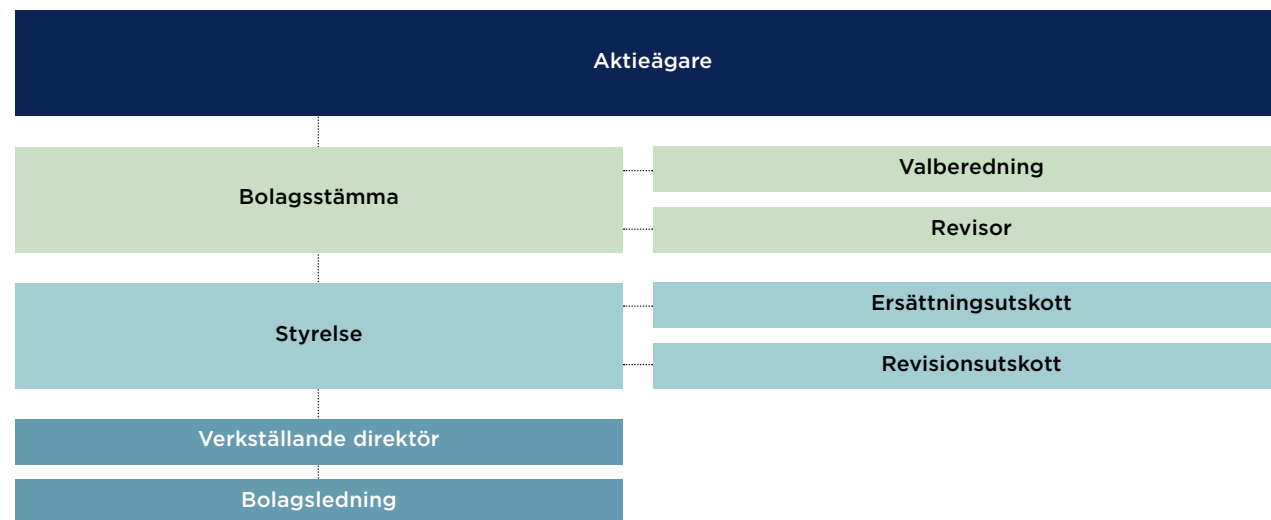 Aktieägare
Bolagsstämma
Valberedning
Revisor
Styrelse
Ersättningsutskott
Revisionsutskott
Verkställande direktör
Bolagsledning